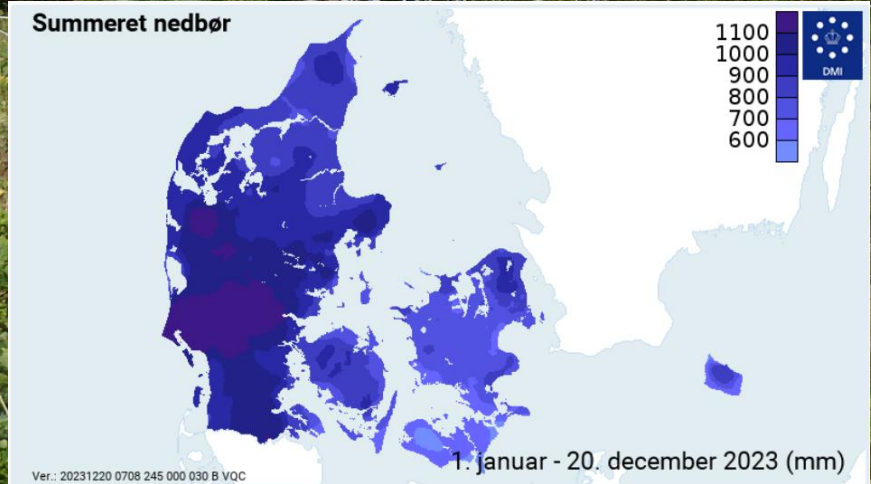 Summeret nedbør
1100
1000
900
800
700
600
DMI
1. januar - 20. december 2023 (mm)
Ver.: 20231220 0708 245 000 030 B VQC